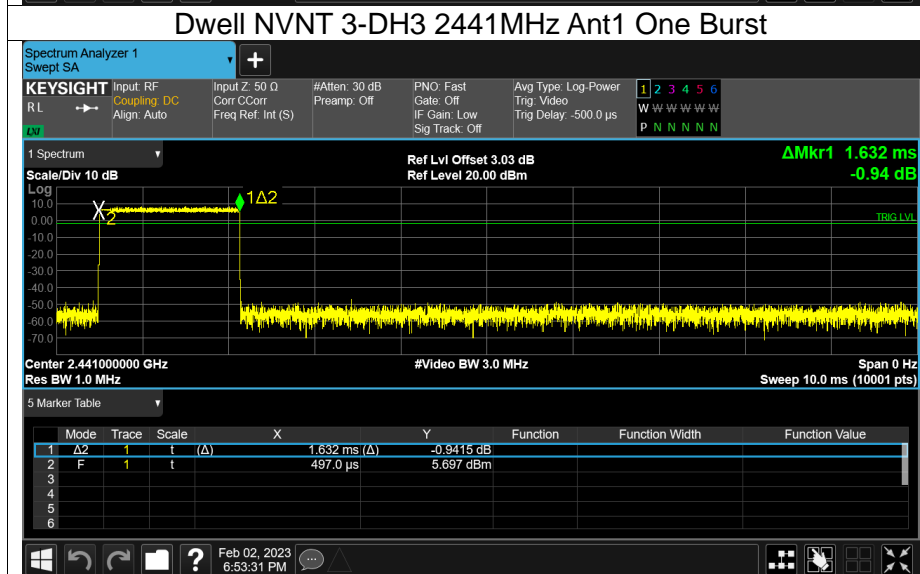 Dwell NVNT 3-DH3 2441MHz Ant1 One Burst
Spectrum Analyzer 1
Swept SA
+
KEYSIGHT Input: RF Input Z: 50 Ω #Atten: 30 dB PNO: Fast Avg Type: Log-Power 1 2 3 4 5 6
R L Coupling: DC Corr CCorr Preamp: Off Gate: Off Trig: Video W W W W W W
Align: Auto Freq Ref: Int (S) IF Gain: Low Trig Delay: -500.0 µs
LXI Sig Track: Off P N N N N N
1 Spectrum Ref Lvl Offset 3.03 dB ΔMkr1 1.632 ms
Scale/Div 10 dB Ref Level 20.00 dBm -0.94 dB
Log
10.0 1Δ2
2
0.00 TRIG LVL
-10.0
-20.0
-30.0
-40.0
-50.0
-60.0
-70.0
Center 2.441000000 GHz #Video BW 3.0 MHz Span 0 Hz
Res BW 1.0 MHz Sweep 10.0 ms (10001 pts)
5 Marker Table
Mode Trace Scale X Y Function Function Width Function Value
1 Δ2 1 t (Δ) 1.632 ms (Δ) -0.9415 dB
2 F 1 t 497.0 µs 5.697 dBm
3
4
5
6
? Feb 02, 2023
6:53:31 PM